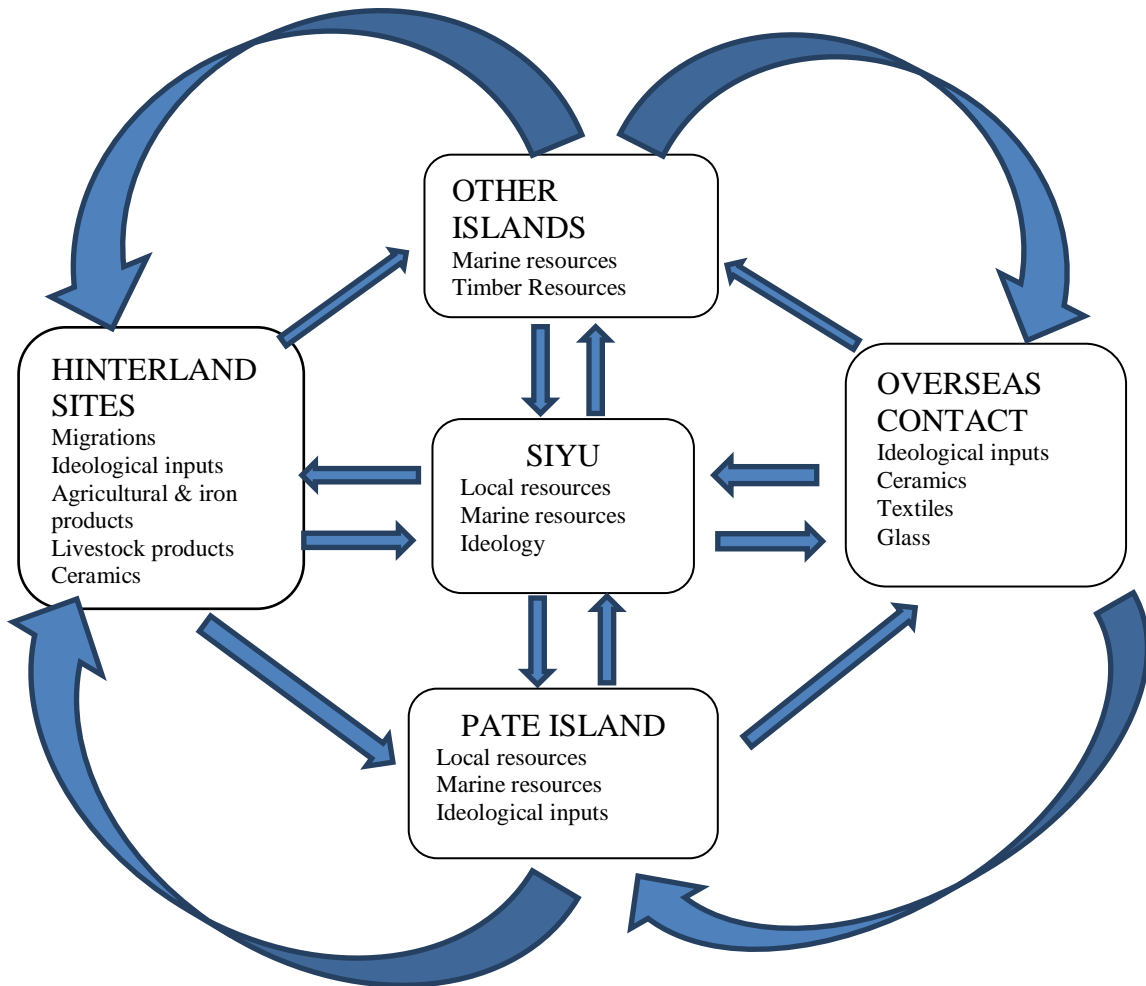 OTHER
ISLANDS
Marine resources
Timber Resources
HINTERLAND
SITES
Migrations
Ideological inputs
Agricultural & iron
products
Livestock products
Ceramics
SIYU
Local resources
Marine resources
Ideology
OVERSEAS
CONTACT
Ideological inputs
Ceramics
Textiles
Glass
PATE ISLAND
Local resources
Marine resources
Ideological inputs